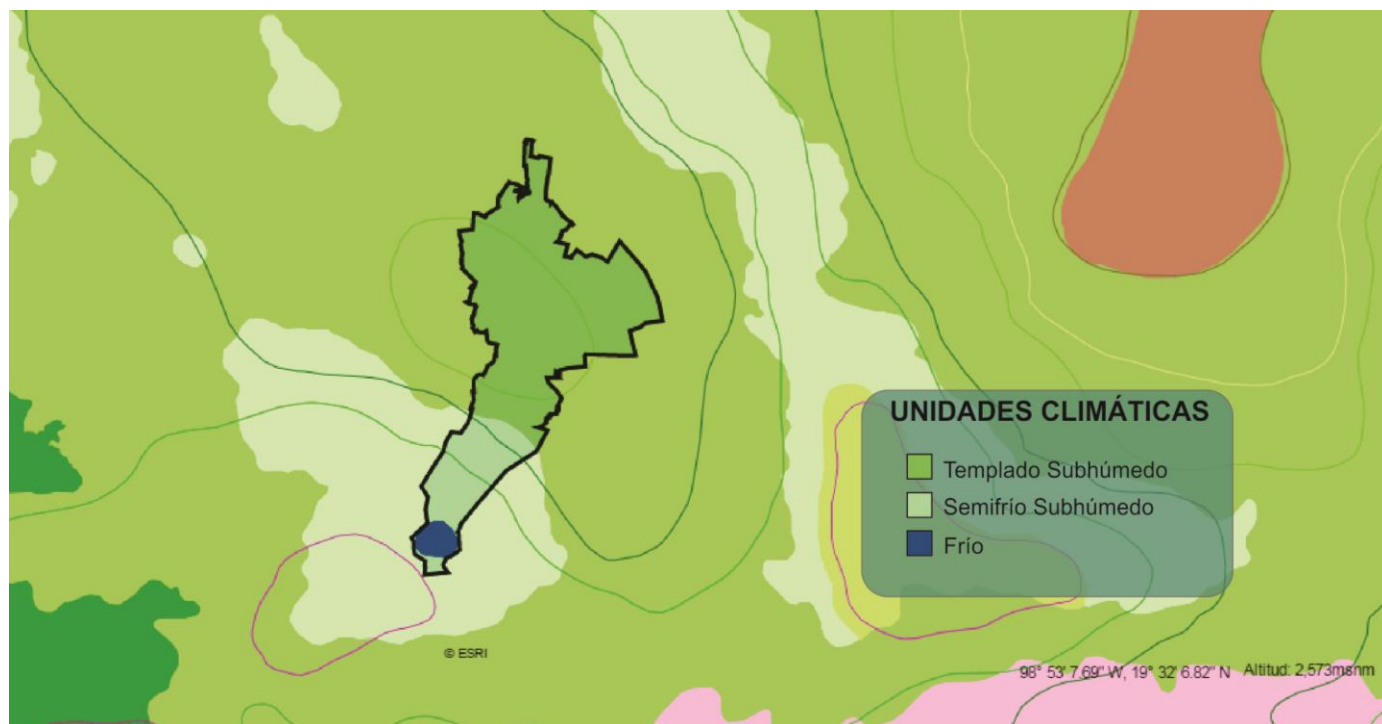 UNIDADES CLIMÁTICAS
Templado Subhúmedo
Semifrío Subhúmedo
Frío
© ESRI
98° 53' 7.69" W, 19° 32' 6.82" N Altitud: 2,573msnm